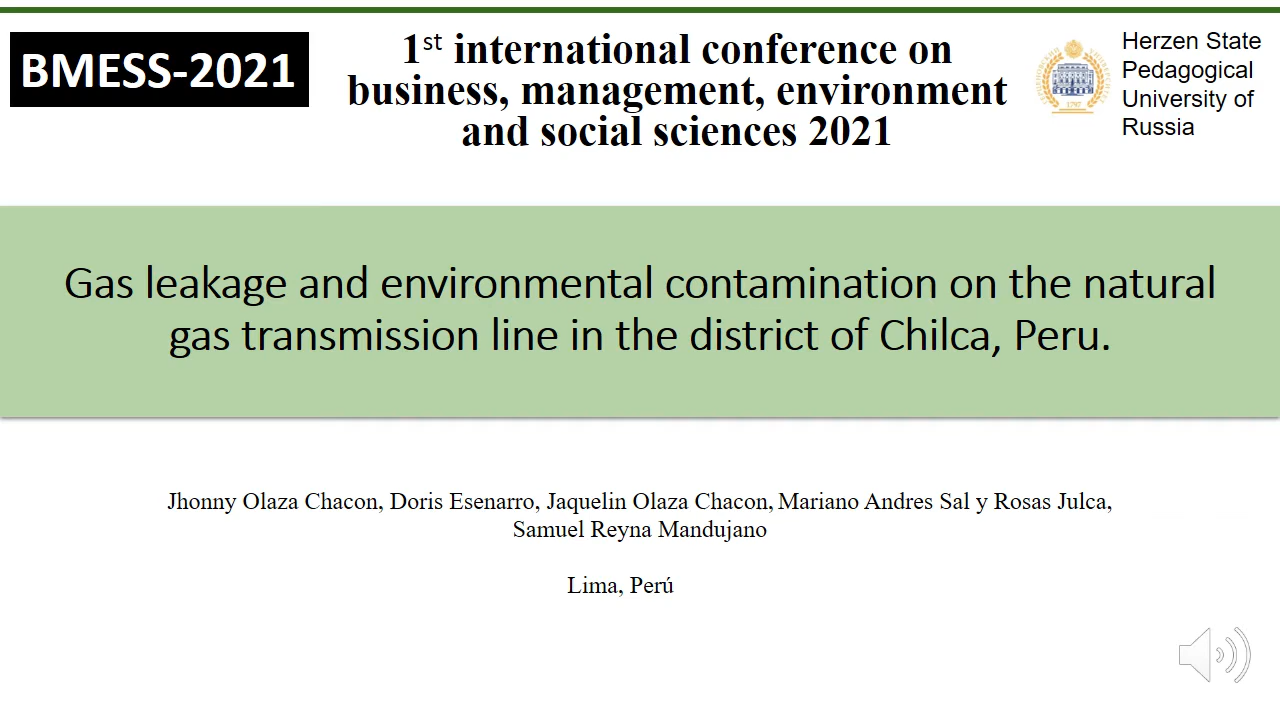 BMESS-2021
1st international conference on
business, management, environment
and social sciences 2021
Herzen State
Pedagogical
University of
Russia
1797
Gas leakage and environmental contamination on the natural
gas transmission line in the district of Chilca, Peru.
Jhonny Olaza Chacon, Doris Esenarro, Jaquelin Olaza Chacon, Mariano Andres Sal y Rosas Julca,
Samuel Reyna Mandujano
Lima, Perú